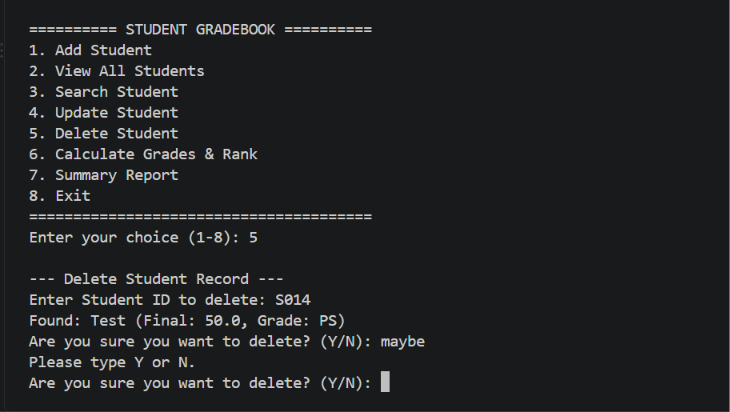 ========== STUDENT GRADEBOOK ==========
1. Add Student
2. View All Students
3. Search Student
4. Update Student
5. Delete Student
6. Calculate Grades & Rank
7. Summary Report
8. Exit
=======================================
Enter your choice (1-8): 5
--- Delete Student Record ---
Enter Student ID to delete: S014
Found: Test (Final: 50.0, Grade: PS)
Are you sure you want to delete? (Y/N): maybe
Please type Y or N.
Are you sure you want to delete? (Y/N):